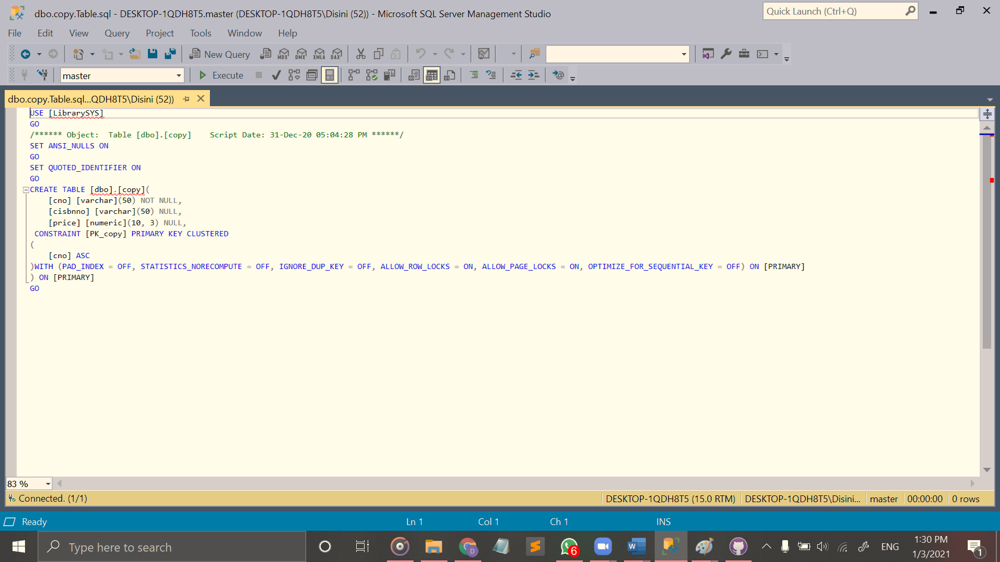 dbo.copy.Table.sql - DESKTOP-1QDH8T5.master (DESKTOP-1QDH8T5\Disini (52)) - Microsoft SQL Server Management Studio
Quick Launch (Ctrl+Q)
File Edit View Query Project Tools Window Help
New Query MDX DMX XMLA DAX
master Execute
dbo.copy.Table.sql...QDH8T5\Disini (52))
USE [LibrarySYS]
GO
/****** Object:  Table [dbo].[copy]    Script Date: 31-Dec-20 05:04:28 PM ******/
SET ANSI_NULLS ON
GO
SET QUOTED_IDENTIFIER ON
GO
CREATE TABLE [dbo].[copy](
[cno] [varchar](50) NOT NULL,
[cisbnno] [varchar](50) NULL,
[price] [numeric](10, 3) NULL,
CONSTRAINT [PK_copy] PRIMARY KEY CLUSTERED
(
[cno] ASC
)WITH (PAD_INDEX = OFF, STATISTICS_NORECOMPUTE = OFF, IGNORE_DUP_KEY = OFF, ALLOW_ROW_LOCKS = ON, ALLOW_PAGE_LOCKS = ON, OPTIMIZE_FOR_SEQUENTIAL_KEY = OFF) ON [PRIMARY]
) ON [PRIMARY]
GO
83 %
Connected. (1/1) DESKTOP-1QDH8T5 (15.0 RTM) DESKTOP-1QDH8T5\Disini... master 00:00:00 0 rows
Ready Ln 1 Col 1 Ch 1 INS
Type here to search
D
6
W
ENG
1:30 PM
1/3/2021
1